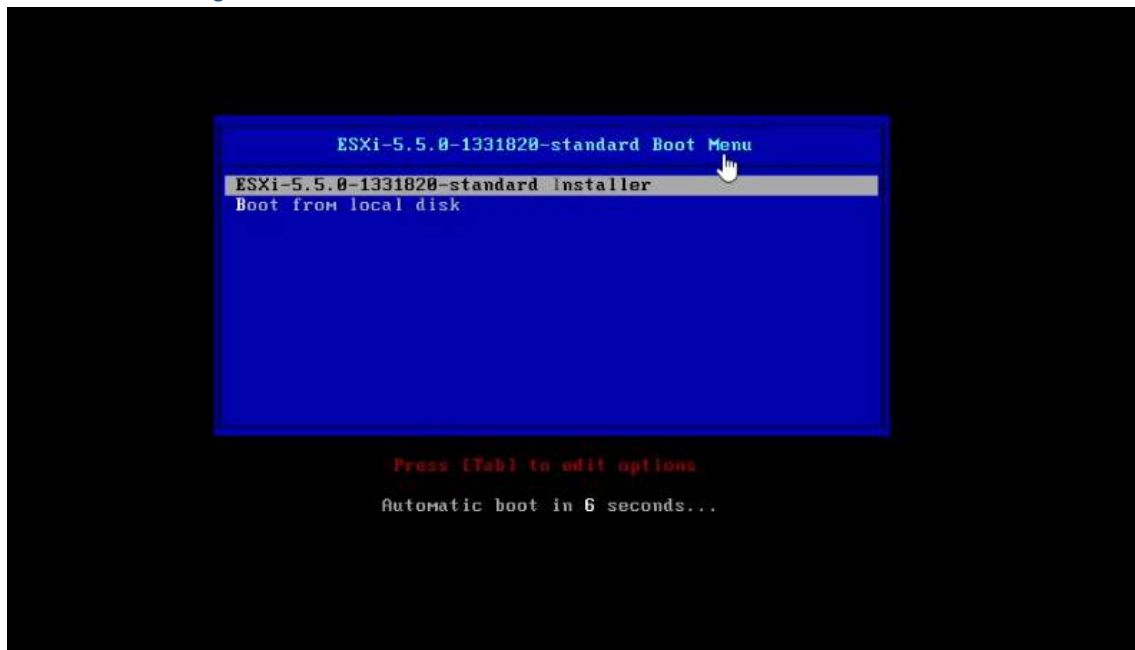 ESXi-5.5.0-1331820-standard Boot Menu
ESXi-5.5.0-1331820-standard Installer
Boot from local disk
Press [Tab] to edit options
Automatic boot in 6 seconds...